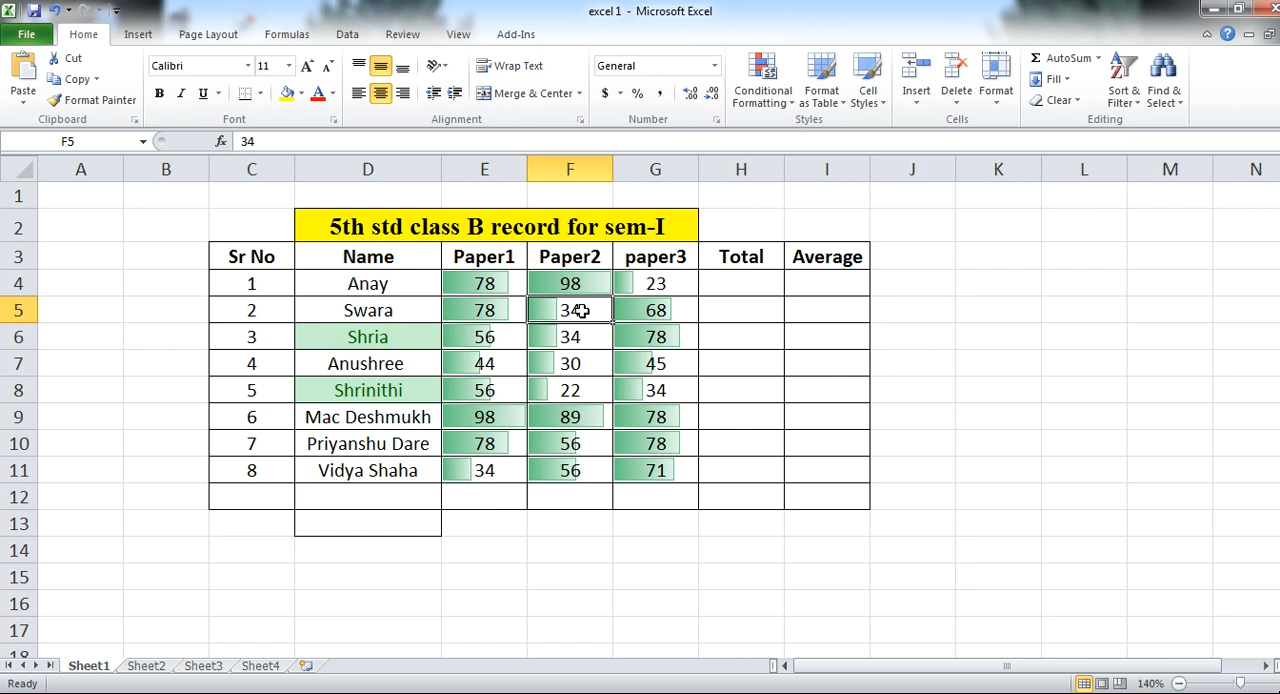 excel 1 - Microsoft Excel
File Home Insert Page Layout Formulas Data Review View Add-Ins
Paste
Cut
Copy
Format Painter
Clipboard
Calibri 11
B I U
Font
Wrap Text
Merge & Center
Alignment
General
$ % ,
Number
Conditional Formatting
Format as Table
Cell Styles
Styles
Insert
Delete
Format
Cells
Σ AutoSum
Fill
Clear
Sort & Filter
Find & Select
Editing
F5 fx 34
A B C D E F G H I J K L M N
1
2 5th std class B record for sem-I
3 Sr No Name Paper1 Paper2 paper3 Total Average
4 1 Anay 78 98 23
5 2 Swara 78 34 68
6 3 Shria 56 34 78
7 4 Anushree 44 30 45
8 5 Shrinithi 56 22 34
9 6 Mac Deshmukh 98 89 78
10 7 Priyanshu Dare 78 56 78
11 8 Vidya Shaha 34 56 71
12
13
14
15
16
17
18
Sheet1 Sheet2 Sheet3 Sheet4
Ready 140%